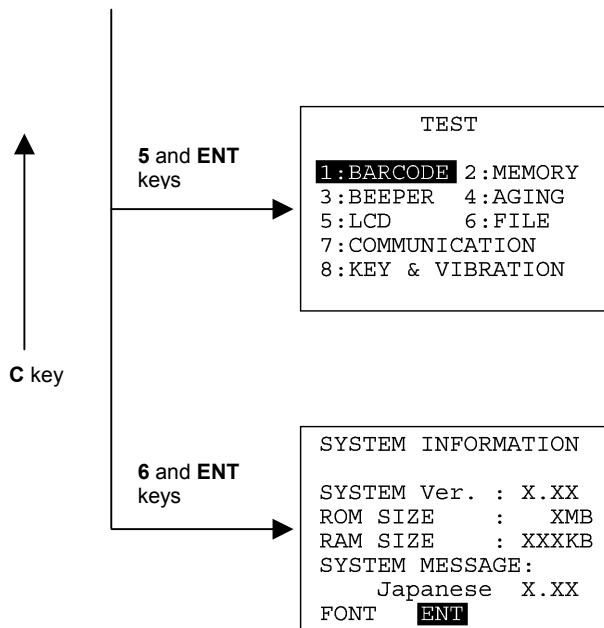 TEST
5 and ENT
keys
1:BARCODE 2:MEMORY
3:BEEPER 4:AGING
5:LCD 6:FILE
7:COMMUNICATION
8:KEY & VIBRATION
C key
6 and ENT
keys
SYSTEM INFORMATION
SYSTEM Ver. : X.XX
ROM SIZE : XMB
RAM SIZE : XXXKB
SYSTEM MESSAGE:
Japanese X.XX
FONT ENT